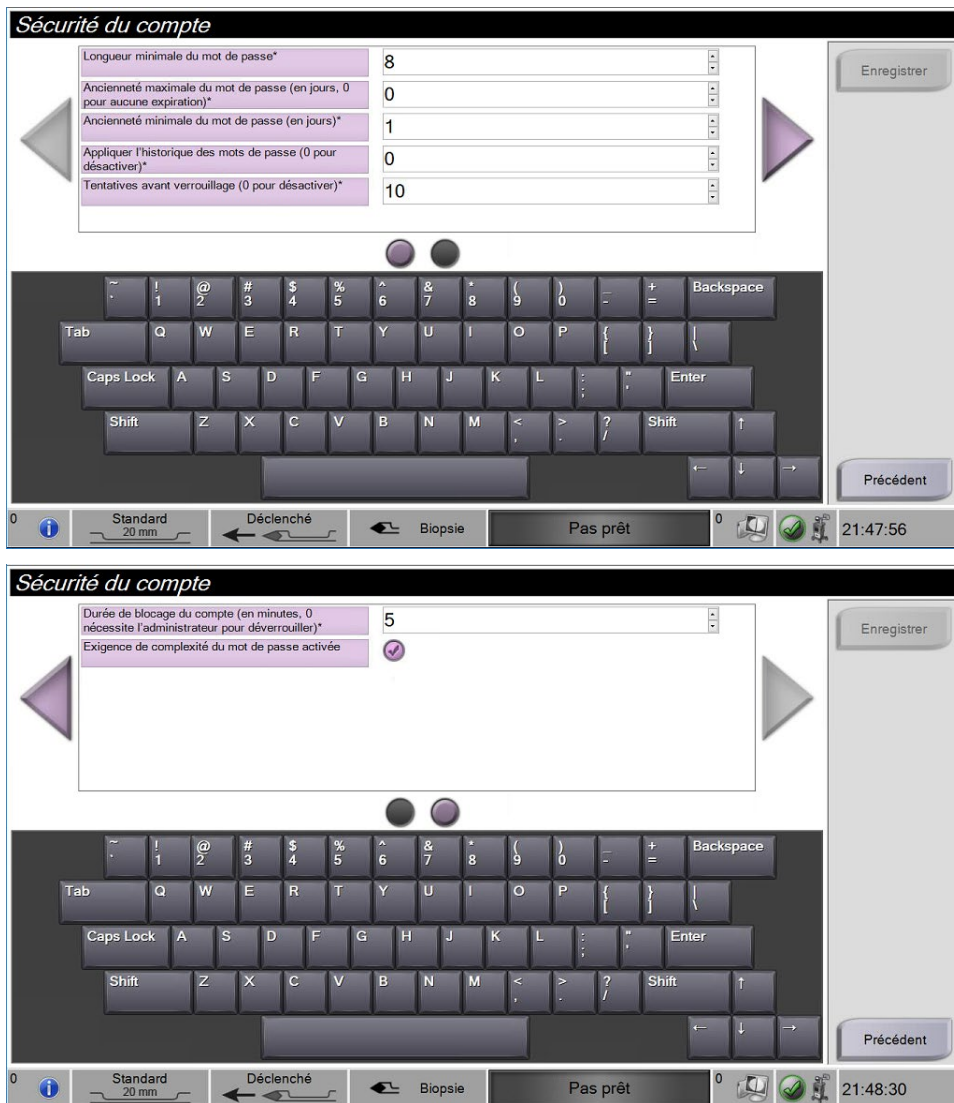 Sécurité du compte
Longueur minimale du mot de passe*
8
Enregistrer
Ancienneté maximale du mot de passe (en jours, 0
pour aucune expiration)*
0
Ancienneté minimale du mot de passe (en jours)*
1
Appliquer l'historique des mots de passe (0 pour
désactiver)*
0
Tentatives avant verrouillage (0 pour désactiver)*
10
~ ! @ # $ % ^ & * ( ) _ + Backspace
` 1 2 3 4 5 6 7 8 9 0 - =
Tab Q W E R T Y U I O P { } |
[ ] \
Caps Lock A S D F G H J K L : " Enter
; '
Shift Z X C V B N M < > ? Shift ↑
, . /
← ↓ →
Précédent
0 Standard Déclenché Biopsie Pas prêt 0 21:47:56
20 mm
Sécurité du compte
Durée de blocage du compte (en minutes, 0
nécessite l'administrateur pour déverrouiller)*
5
Enregistrer
Exigence de complexité du mot de passe activée
~ ! @ # $ % ^ & * ( ) _ + Backspace
` 1 2 3 4 5 6 7 8 9 0 - =
Tab Q W E R T Y U I O P { } |
[ ] \
Caps Lock A S D F G H J K L : " Enter
; '
Shift Z X C V B N M < > ? Shift ↑
, . /
← ↓ →
Précédent
0 Standard Déclenché Biopsie Pas prêt 0 21:48:30
20 mm